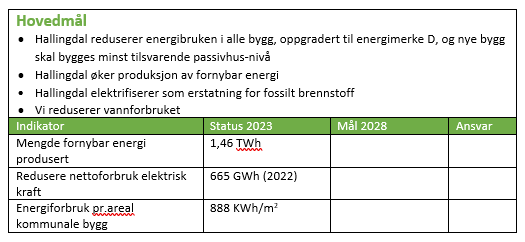 Hovedmål
• Hallingdal reduserer energibruken i alle bygg, oppgradert til energimerke D, og nye bygg
skal bygges minst tilsvarende passivhus-nivå
• Hallingdal øker produksjon av fornybar energi
• Hallingdal elektrifiserer som erstatning for fossilt brennstoff
• Vi reduserer vannforbruket
Indikator Status 2023 Mål 2028 Ansvar
Mengde fornybar energi 1,46 TWh
produsert
Redusere nettoforbruk elektrisk 665 GWh (2022)
kraft
Energiforbruk pr.areal 888 KWh/m²
kommunale bygg